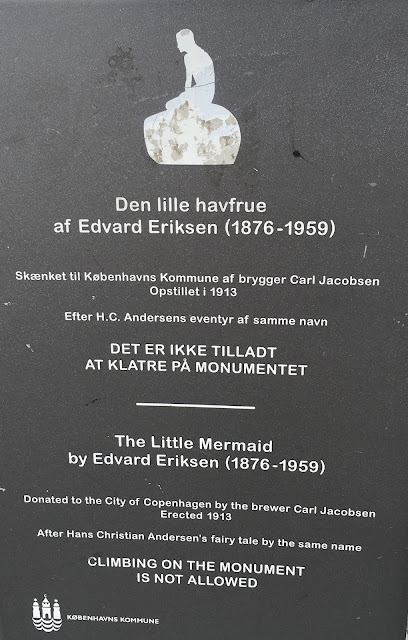 Den lille havfrue
af Edvard Eriksen (1876-1959)
Skænket til Københavns Kommune af brygger Carl Jacobsen
Opstillet i 1913
Efter H.C. Andersens eventyr af samme navn
DET ER IKKE TILLADT
AT KLATRE PÅ MONUMENTET
The Little Mermaid
by Edvard Eriksen (1876-1959)
Donated to the City of Copenhagen by the brewer Carl Jacobsen
Erected 1913
After Hans Christian Andersen's fairy tale by the same name
CLIMBING ON THE MONUMENT
IS NOT ALLOWED
KØBENHAVNS KOMMUNE